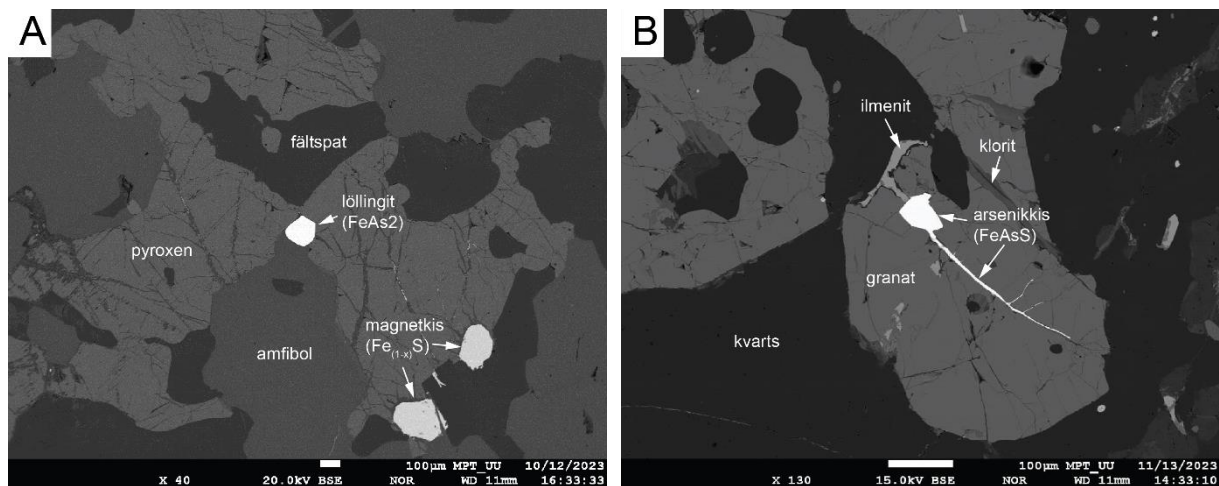 A
fältspat
löllingit
(FeAs2)
pyroxen
magnetkis
(Fe(1-x)S)
amfibol
100μm MPT_UU 10/12/2023
X 40 20.0kV BSE NOR WD 11mm 16:33:33
B
ilmenit
klorit
arsenikkis
(FeAsS)
granat
kvarts
100μm MPT_UU 11/13/2023
X 130 15.0kV BSE NOR WD 11mm 14:33:10